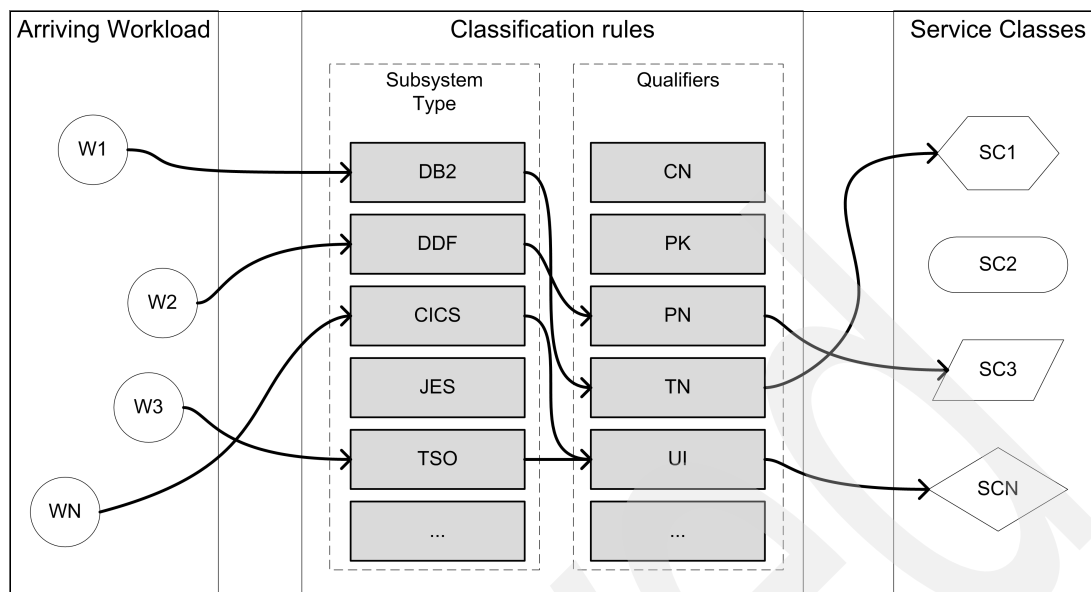 Arriving Workload
Classification rules
Service Classes
Subsystem
Type
Qualifiers
W1
W2
W3
WN
DB2
DDF
CICS
JES
TSO
...
CN
PK
PN
TN
UI
...
SC1
SC2
SC3
SCN